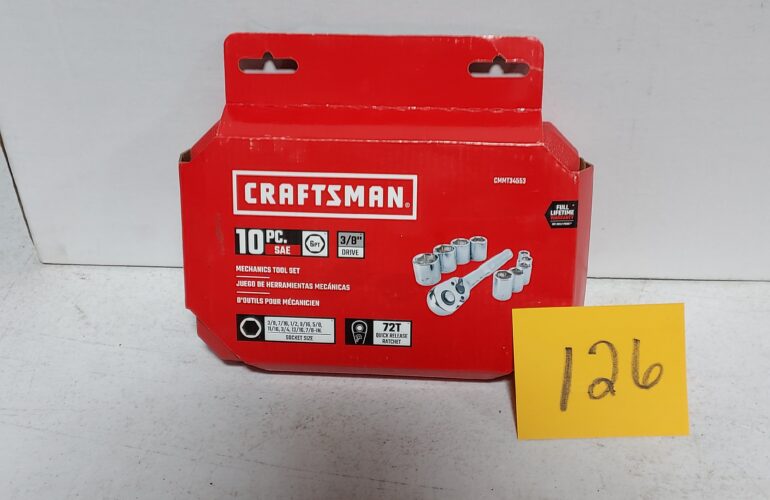 CRAFTSMAN®
CMMT34553
FULL
LIFETIME
WARRANTY
10 PC.
SAE
6PT
3/8"
DRIVE
MECHANICS TOOL SET
JUEGO DE HERRAMIENTAS MECÁNICAS
D'OUTILS POUR MÉCANICIEN
3/8, 7/16, 1/2, 9/16, 5/8,
11/16, 3/4, 13/16, 7/8-IN.
SOCKET SIZE
72T
QUICK RELEASE
RATCHET
126